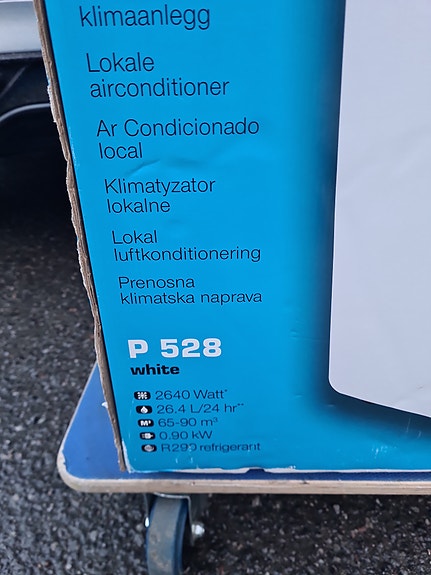 klimaanlegg
Lokale
airconditioner
Ar Condicionado
local
Klimatyzator
lokalne
Lokal
luftkonditionering
Prenosna
klimatska naprava
P 528
white
2640 Watt*
26.4 L/24 hr**
M³ 65-90 m³
0.90 kW
R290 refrigerant